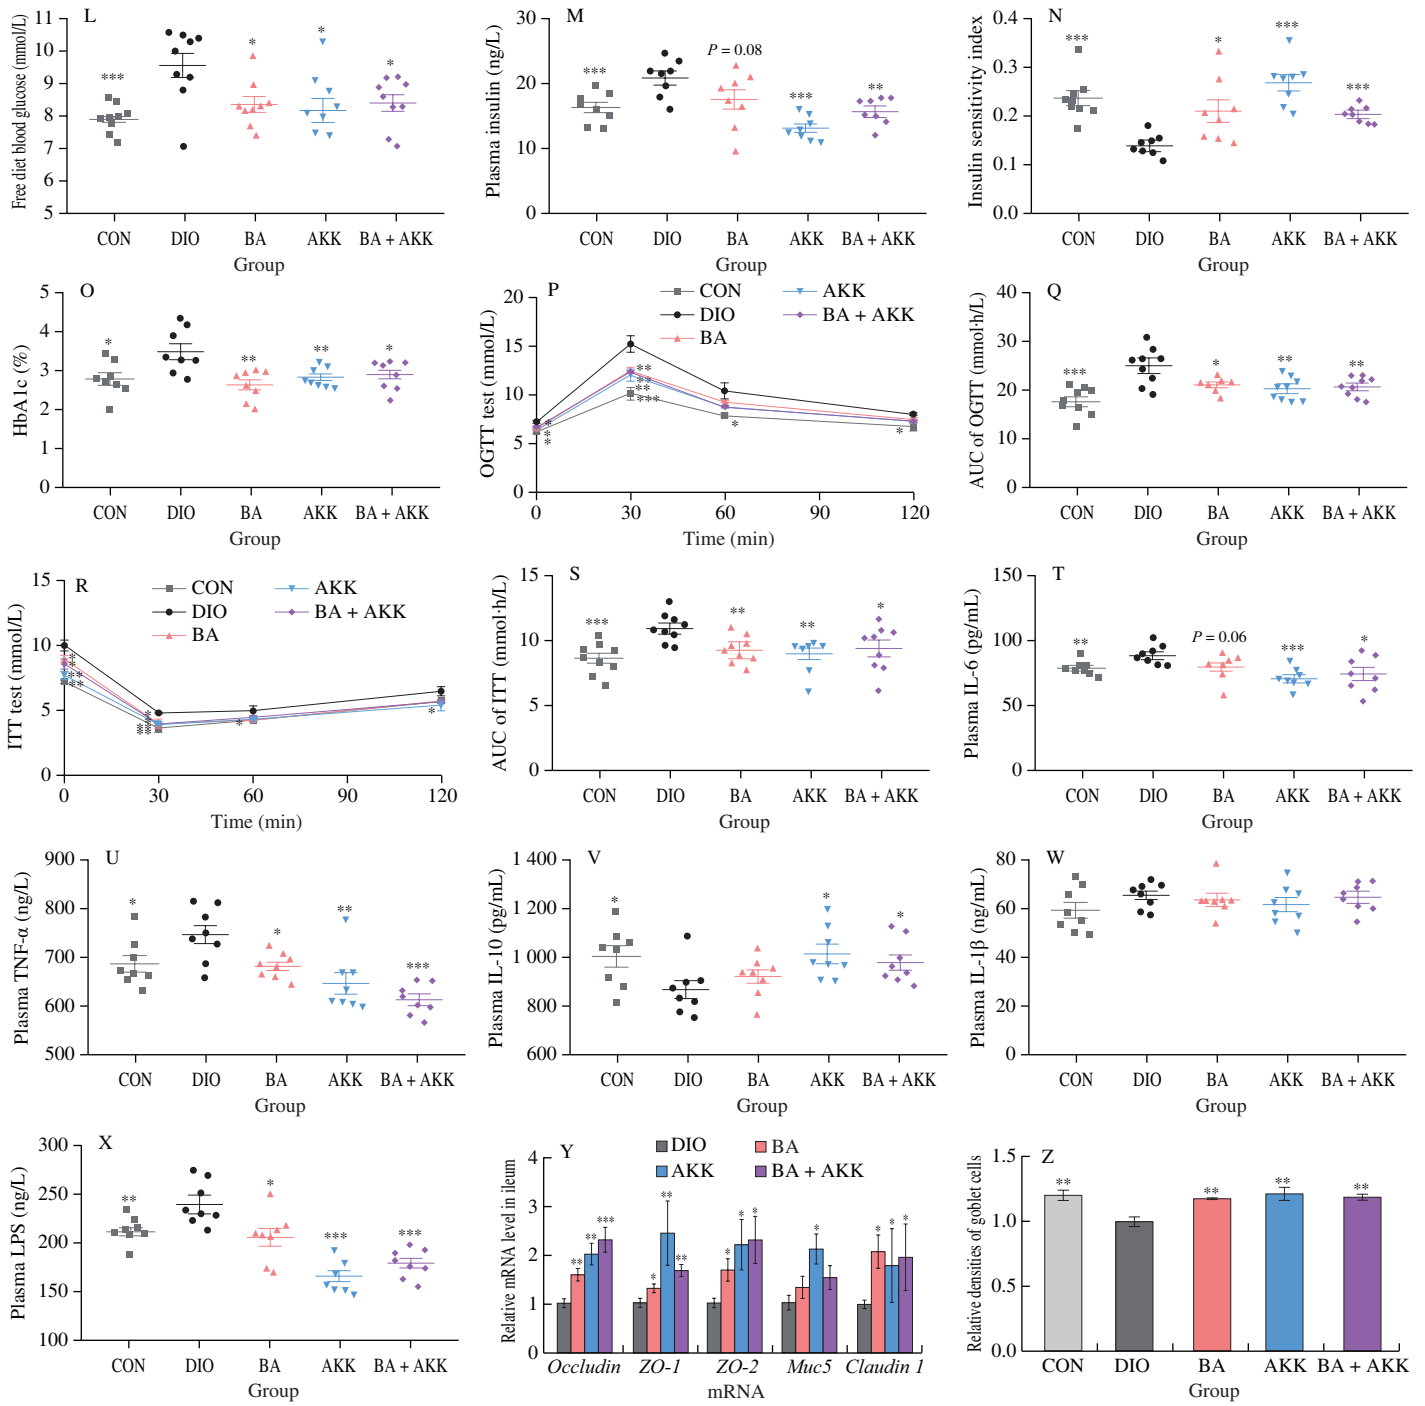 L
Free diet blood glucose (mmol/L)
11
10
9
8
7
6
5
***
*
*
*
CON DIO BA AKK BA + AKK
Group
M
Plasma insulin (ng/L)
30
20
10
0
***
P = 0.08
***
**
CON DIO BA AKK BA + AKK
Group
N
Insulin sensitivity index
0.4
0.3
0.2
0.1
0.0
***
*
***
***
CON DIO BA AKK BA + AKK
Group
O
HbA1c (%)
5
4
3
2
1
0
*
**
**
*
CON DIO BA AKK BA + AKK
Group
P
OGTT test (mmol/L)
20
15
10
5
0
CON
DIO
BA
AKK
BA + AKK
**
**
**
***
*
*
*
*
*
0 30 60 90 120
Time (min)
Q
AUC of OGTT (mmol·h/L)
40
30
20
10
0
***
*
**
**
CON DIO BA AKK BA + AKK
Group
R
ITT test (mmol/L)
15
10
5
0
CON
DIO
BA
AKK
BA + AKK
*
*
**
**
**
**
*
*
0 30 60 90 120
Time (min)
S
AUC of ITT (mmol·h/L)
15
10
5
0
***
**
**
*
CON DIO BA AKK BA + AKK
Group
T
Plasma IL-6 (pg/mL)
150
100
50
0
**
P = 0.06
***
*
CON DIO BA AKK BA + AKK
Group
U
Plasma TNF-α (ng/L)
900
800
700
600
500
*
*
**
***
CON DIO BA AKK BA + AKK
Group
V
Plasma IL-10 (pg/mL)
1 400
1 200
1 000
800
600
*
*
*
CON DIO BA AKK BA + AKK
Group
W
Plasma IL-1β (ng/mL)
80
60
40
20
0
CON DIO BA AKK BA + AKK
Group
X
Plasma LPS (ng/L)
300
250
200
150
100
**
*
***
***
CON DIO BA AKK BA + AKK
Group
Y
Relative mRNA level in ileum
4
3
2
1
0
DIO
BA
AKK
BA + AKK
** ** *** * ** ** * * * * * * *
Occludin ZO-1 ZO-2 Muc5 Claudin 1
mRNA
Z
Relative densities of goblet cells
1.5
1.0
0.5
0.0
**
**
**
**
CON DIO BA AKK BA + AKK
Group